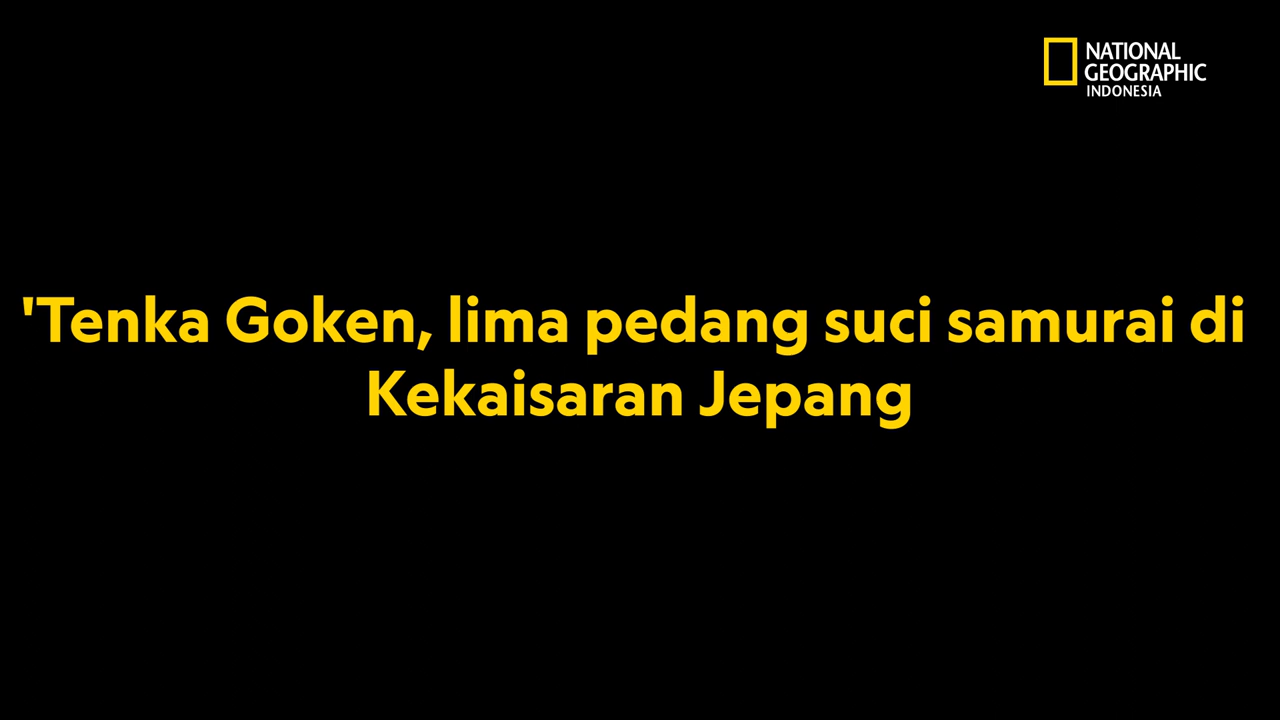 NATIONAL
GEOGRAPHIC
INDONESIA
'Tenka Goken, lima pedang suci samurai di
Kekaisaran Jepang